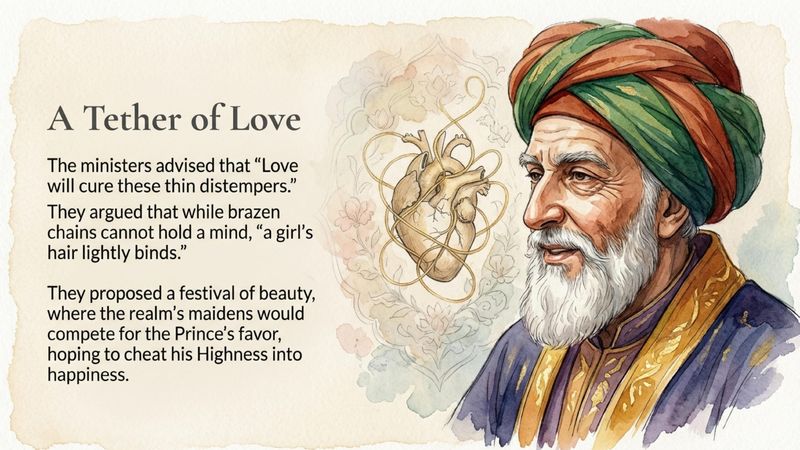 A Tether of Love
The ministers advised that “Love
will cure these thin distempers.”
They argued that while brazen
chains cannot hold a mind, “a girl’s
hair lightly binds.”
They proposed a festival of beauty,
where the realm’s maidens would
compete for the Prince’s favor,
hoping to cheat his Highness into
happiness.